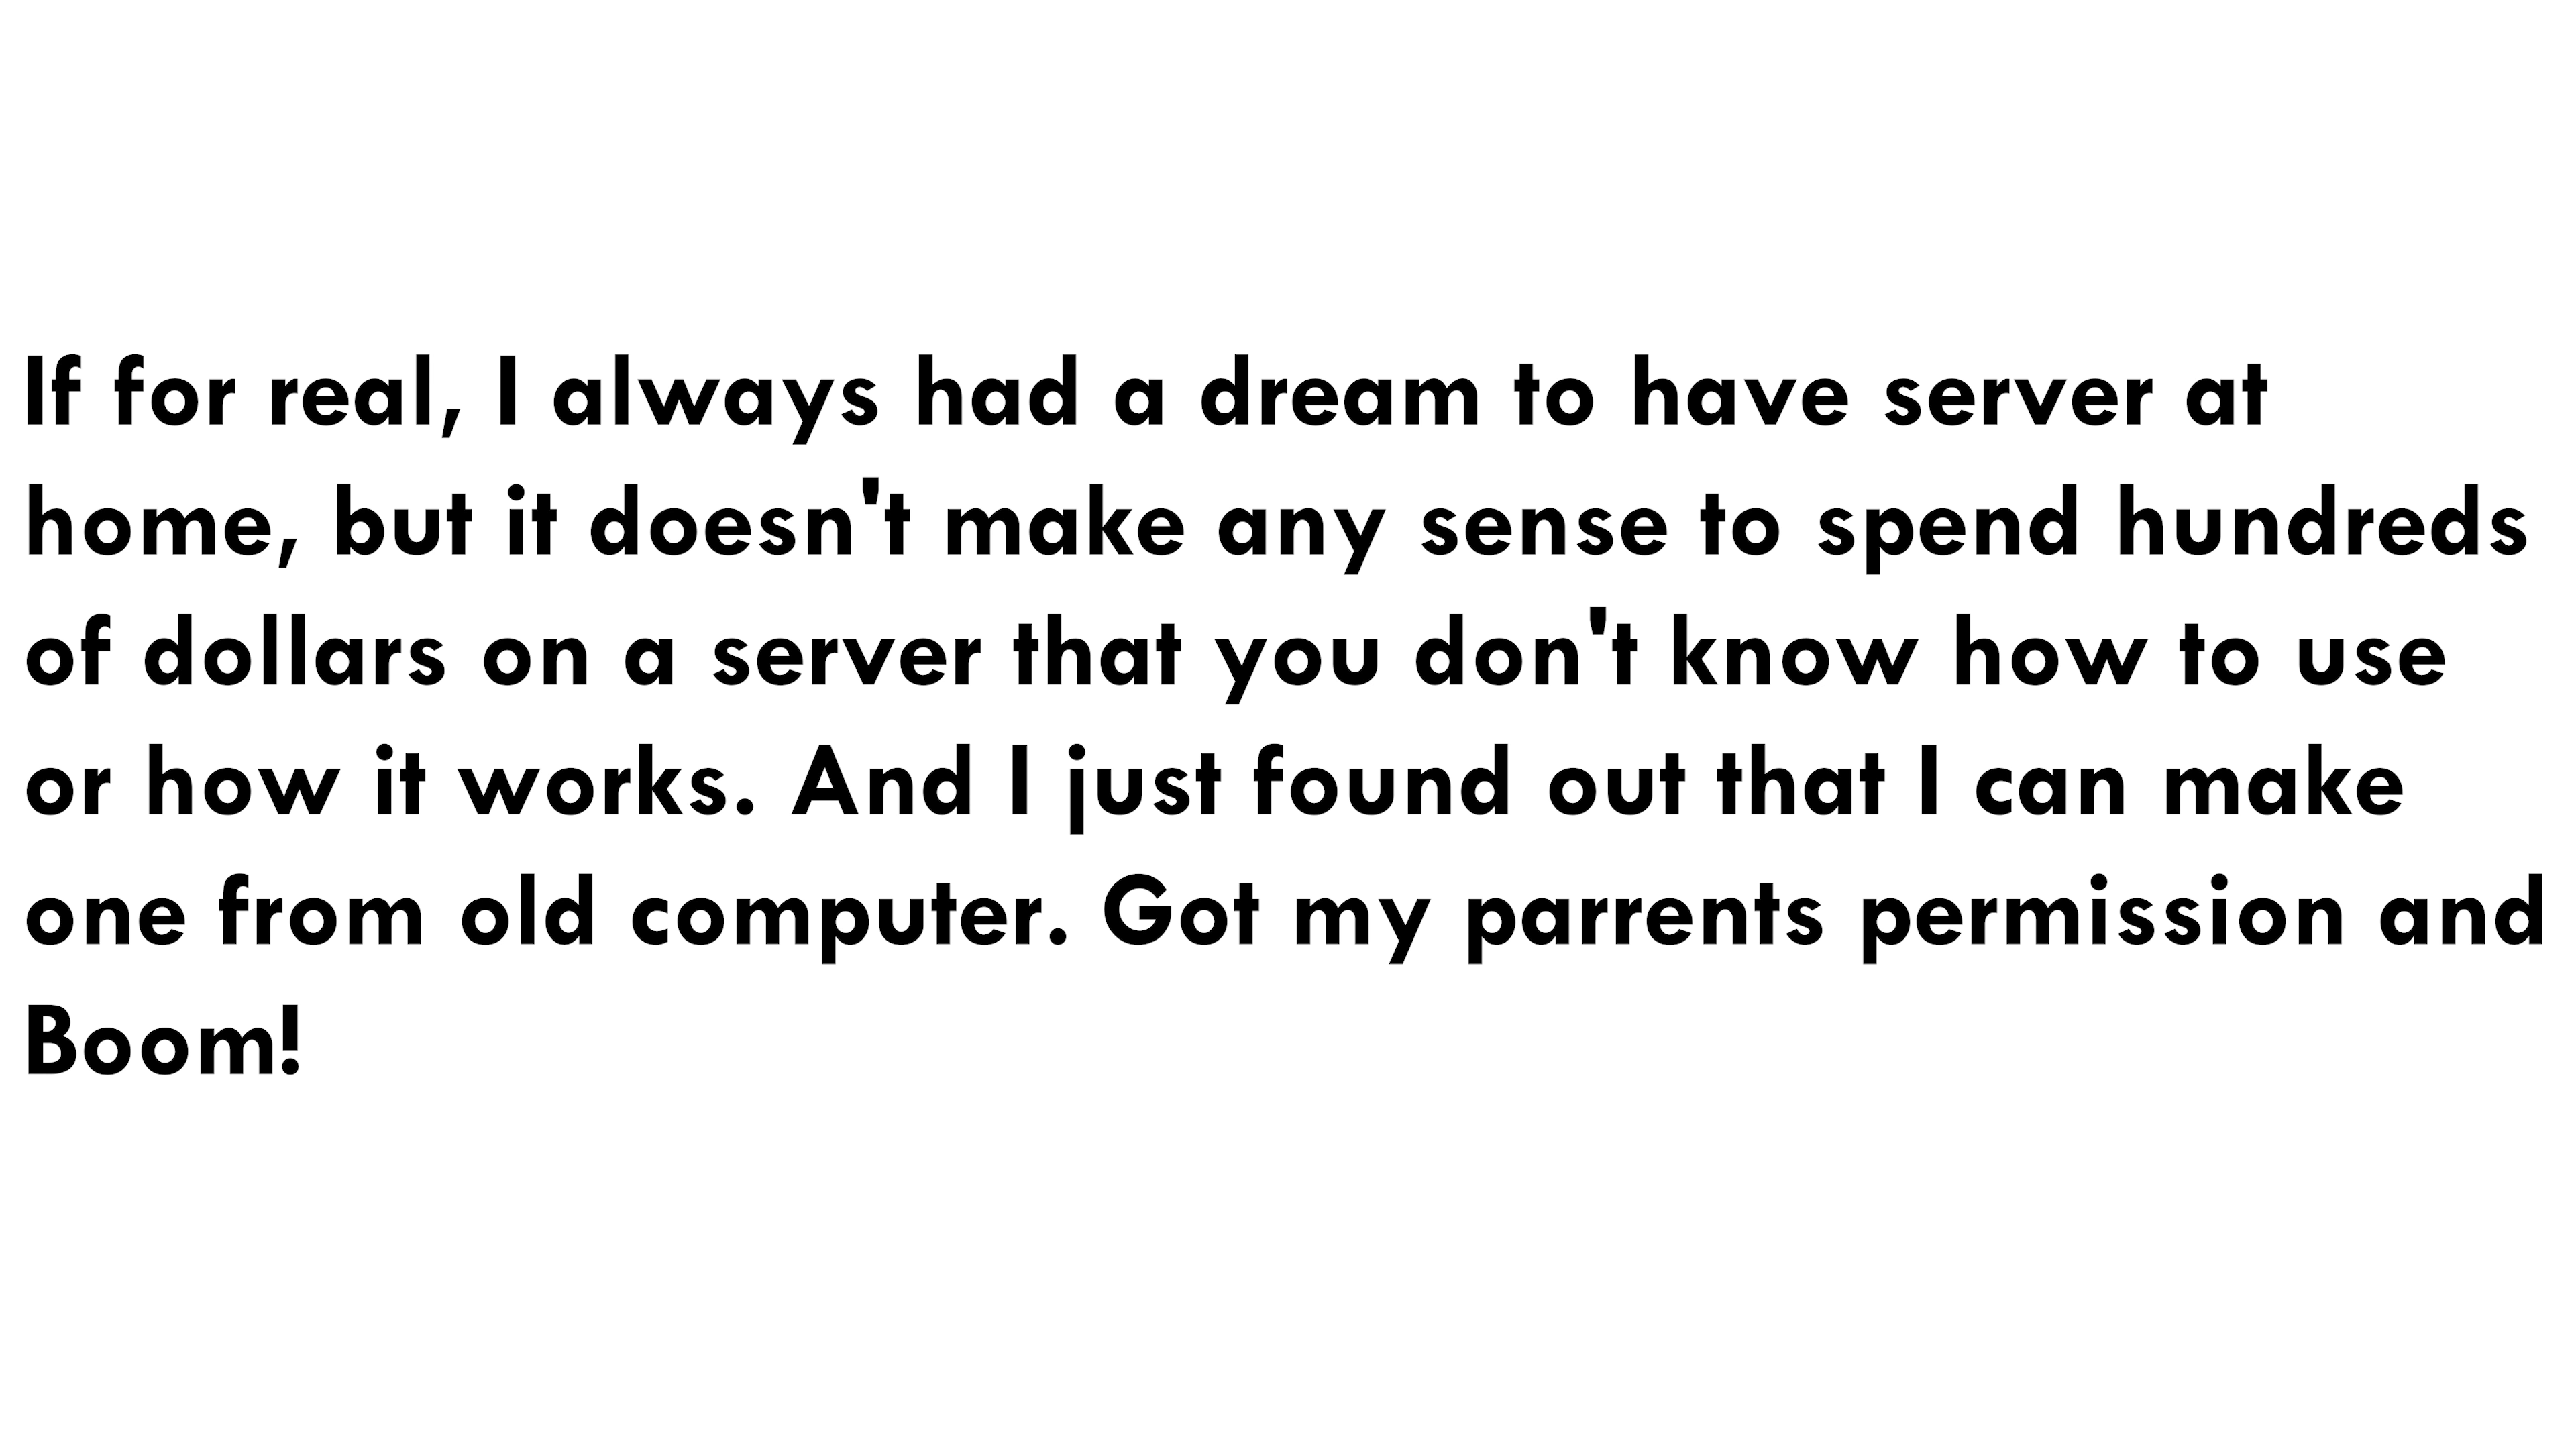 If for real, I always had a dream to have server at
home, but it doesn't make any sense to spend hundreds
of dollars on a server that you don't know how to use
or how it works. And I just found out that I can make
one from old computer. Got my parrents permission and
Boom!